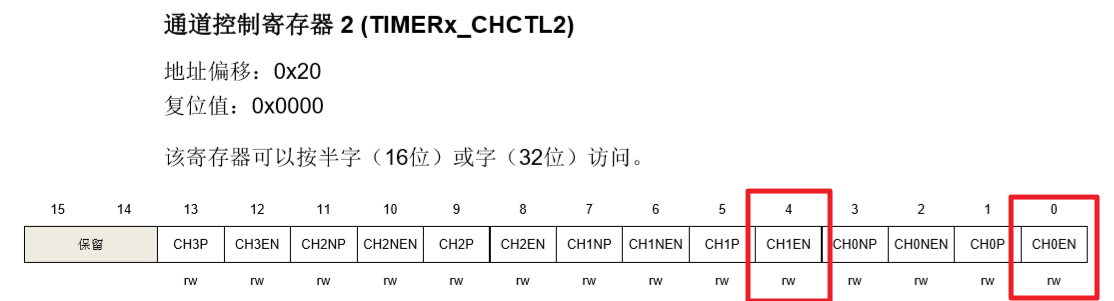 通道控制寄存器 2 (TIMERx_CHCTL2)
地址偏移：0x20
复位值：0x0000
该寄存器可以按半字（16位）或字（32位）访问。
15 14 13 12 11 10 9 8 7 6 5 4 3 2 1 0
保留 CH3P CH3EN CH2NP CH2NEN CH2P CH2EN CH1NP CH1NEN CH1P CH1EN CH0NP CH0NEN CH0P CH0EN
rw rw rw rw rw rw rw rw rw rw rw rw rw rw